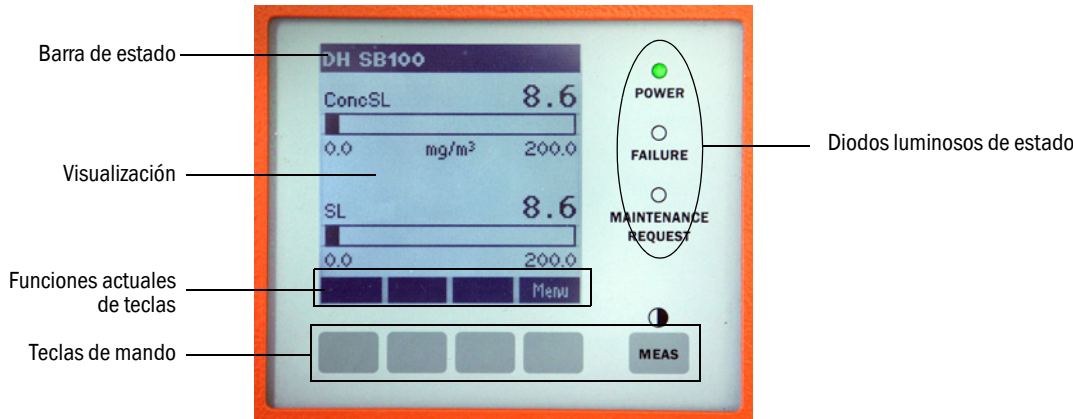 Barra de estado
Visualización
Funciones actuales
de teclas
Teclas de mando
DH SB100
ConcSL 8.6
0.0 mg/m³ 200.0
SL 8.6
0.0 200.0
Menu
POWER
FAILURE
MAINTENANCE
REQUEST
MEAS
Diodos luminosos de estado